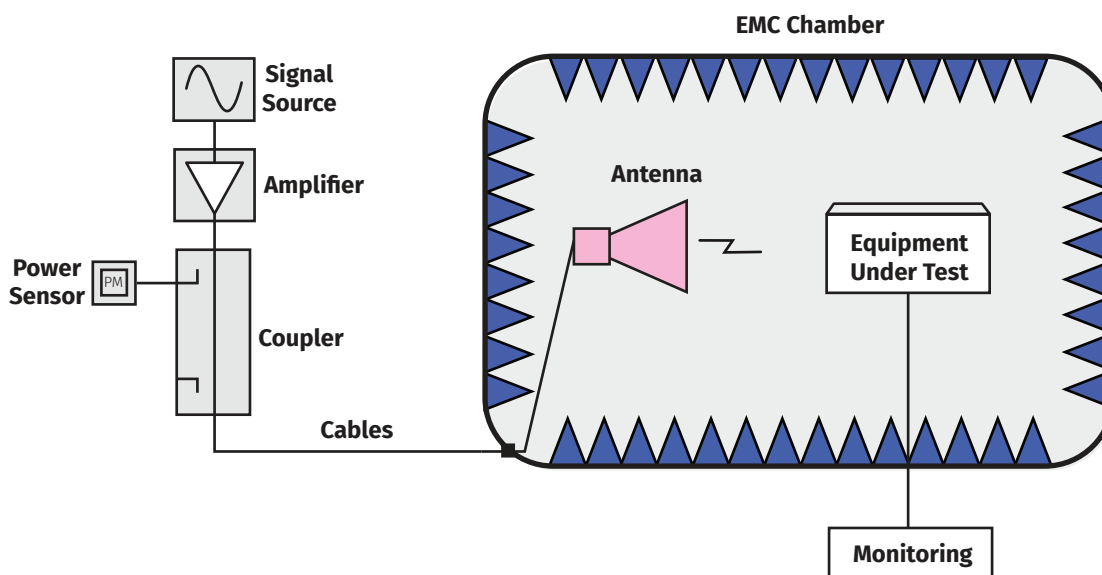 EMC Chamber
Signal
Source
Amplifier
Antenna
Power
Sensor
PM
Equipment
Under Test
Coupler
Cables
Monitoring